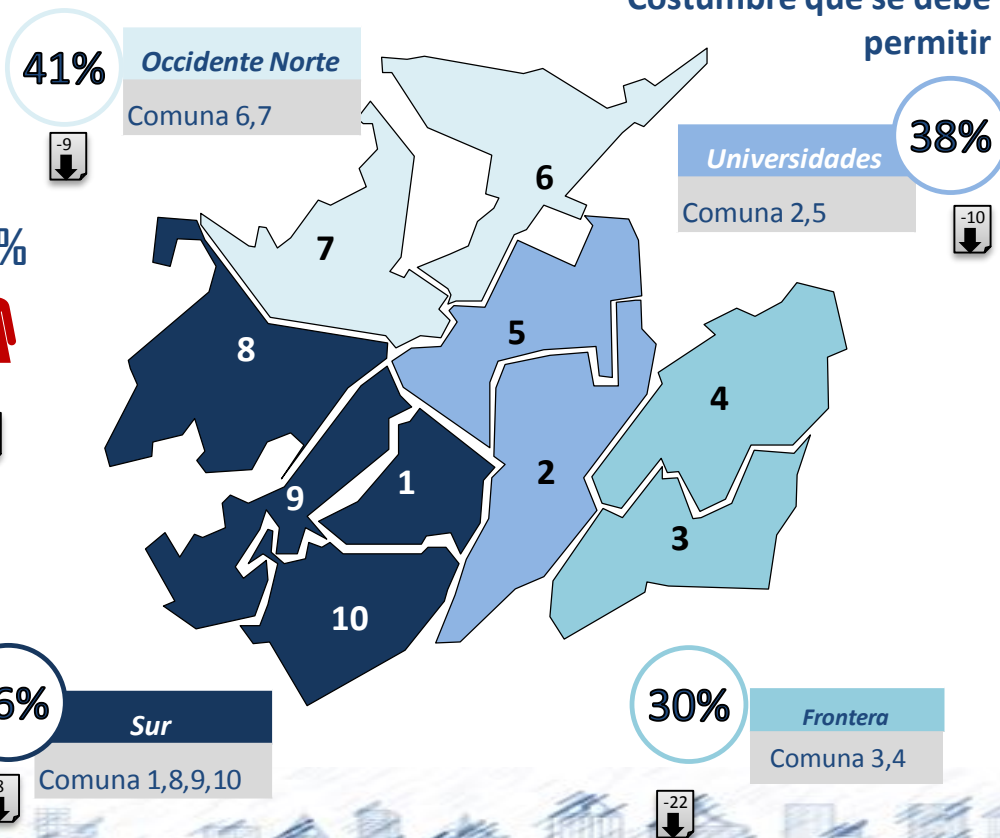 Costumbre que se debe
permitir
41%
Occidente Norte
Comuna 6,7
-9
Universidades
38%
Comuna 2,5
-10
%
6
7
5
8
4
9
1
2
3
10
6%
Sur
Comuna 1,8,9,10
30%
Frontera
Comuna 3,4
-22